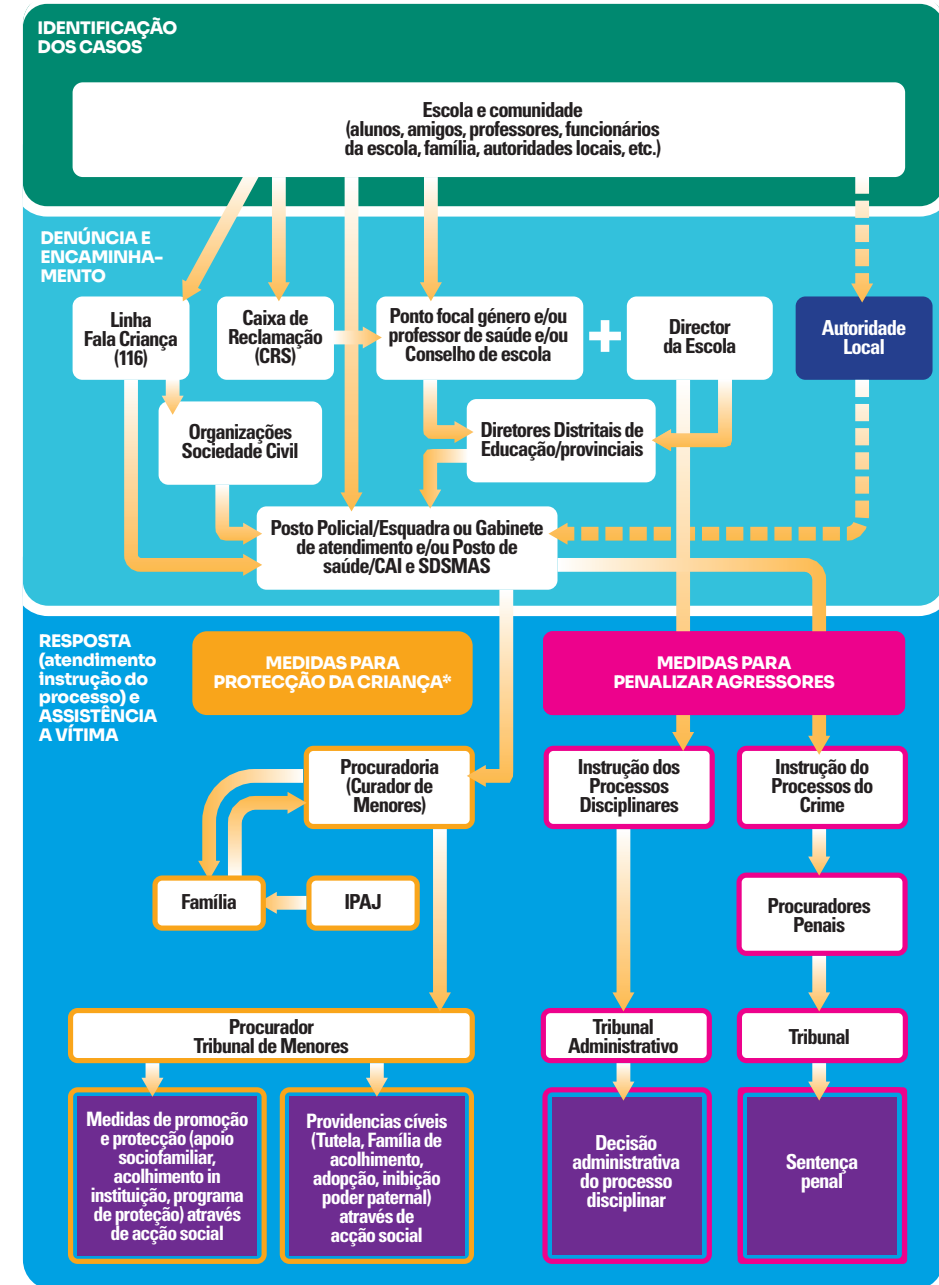 IDENTIFICAÇÃO
DOS CASOS
Escola e comunidade
(alunos, amigos, professores, funcionários
da escola, família, autoridades locais, etc.)
DENÚNCIA E
ENCAMINHA-
MENTO
Linha
Fala Criança
(116)
Caixa de
Reclamação
(CRS)
Ponto focal género e/ou
professor de saúde e/ou
Conselho de escola
+
Director
da Escola
Autoridade
Local
Organizações
Sociedade Civil
Diretores Distritais de
Educação/provinciais
Posto Policial/Esquadra ou Gabinete
de atendimento e/ou Posto de
saúde/CAI e SDSMAS
RESPOSTA
(atendimento
instrução do
processo) e
ASSISTÊNCIA
A VÍTIMA
MEDIDAS PARA
PROTECÇÃO DA CRIANÇA*
MEDIDAS PARA
PENALIZAR AGRESSORES
Procuradoria
(Curador de
Menores)
Instrução dos
Processos
Disciplinares
Instrução do
Processos do
Crime
Família
IPAJ
Procuradores
Penais
Procurador
Tribunal de Menores
Tribunal
Administrativo
Tribunal
Medidas de promoção
e protecção (apoio
sociofamiliar,
acolhimento in
instituição, programa
de proteção) através
de acção social
Providencias cíveis
(Tutela, Família de
acolhimento,
adopção, inibição
poder paternal)
através de
acção social
Decisão
administrativa
do processo
disciplinar
Sentença
penal